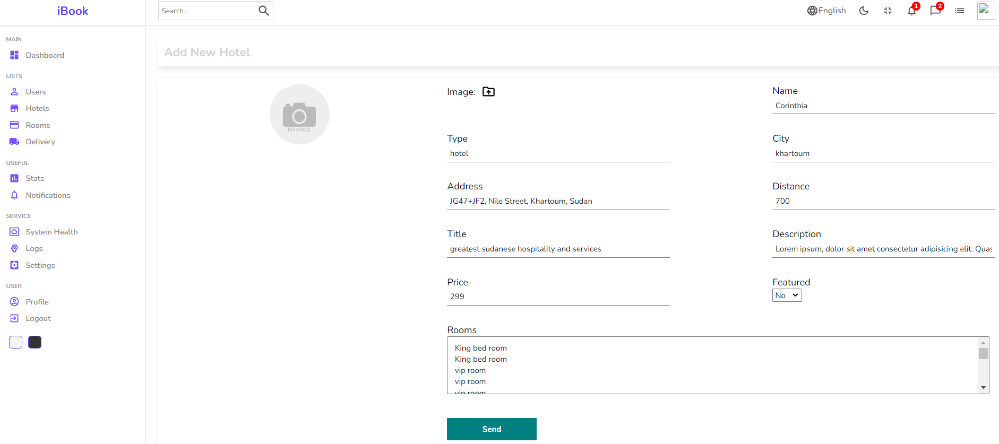 iBook
Search...
English
1
2
MAIN
Dashboard
LISTS
Users
Hotels
Rooms
Delivery
USEFUL
Stats
Notifications
SERVICE
System Health
Logs
Settings
USER
Profile
Logout
Add New Hotel
NO IMAGE
Image:
Name
Corinthia
Type
hotel
City
khartoum
Address
JG47+JF2, Nile Street, Khartoum, Sudan
Distance
700
Title
greatest sudanese hospitality and services
Description
Lorem ipsum, dolor sit amet consectetur adipisicing elit. Quas
Price
299
Featured
No
Rooms
King bed room
King bed room
vip room
vip room
vip room
Send